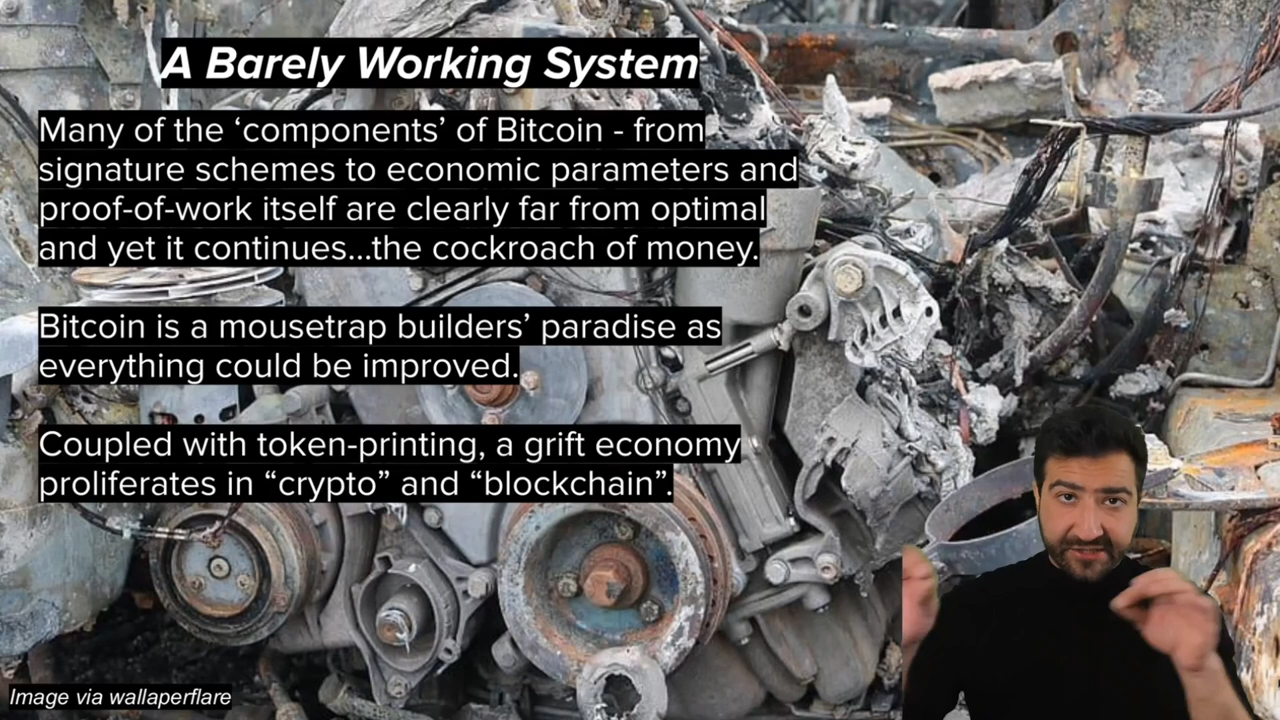 A Barely Working System
Many of the ‘components’ of Bitcoin - from
signature schemes to economic parameters and
proof-of-work itself are clearly far from optimal
and yet it continues...the cockroach of money.
Bitcoin is a mousetrap builders’ paradise as
everything could be improved.
Coupled with token-printing, a grift economy
proliferates in “crypto” and “blockchain”.
Image via wallaperflare